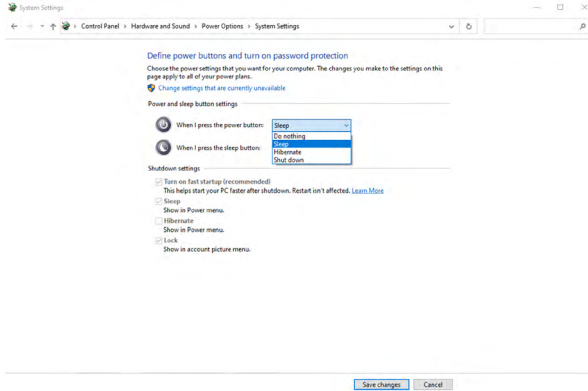 System Settings
Control Panel > Hardware and Sound > Power Options > System Settings
Define power buttons and turn on password protection
Choose the power settings that you want for your computer. The changes you make to the settings on this
page apply to all of your power plans.
Change settings that are currently unavailable
Power and sleep button settings
When I press the power button: Sleep
Do nothing
Sleep
When I press the sleep button: Hibernate
Shut down
Shutdown settings
Turn on fast startup (recommended)
This helps start your PC faster after shutdown. Restart isn't affected. Learn More
Sleep
Show in Power menu.
Hibernate
Show in Power menu.
Lock
Show in account picture menu.
Save changes Cancel